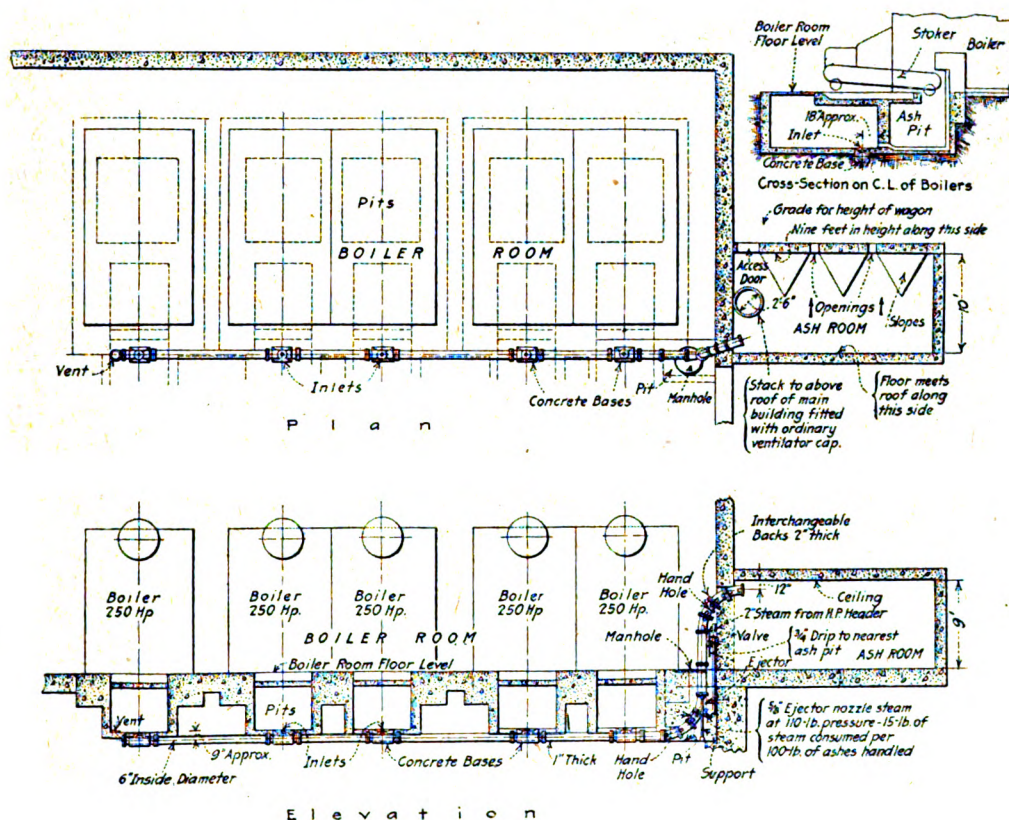 Boiler Room
Floor Level
Stoker
Boiler
18" Approx.
Inlet
Ash
Pit
Concrete Base
Cross-Section on C.L. of Boilers
Grade for height of wagon
Nine feet in height along this side
Access
Door
2'-6"
Openings
Slopes
ASH ROOM
Pits
BOILER ROOM
Vent
Inlets
Concrete Bases
Pit
Manhole
Stack to above
roof of main
building fitted
with ordinary
ventilator cap.
Floor meets
roof along
this side
Plan
Interchangeable
Backs 2" thick
Hand
Hole
12"
Ceiling
2" Steam from H.P. Header
Boiler
250 Hp
Boiler
250 Hp.
Boiler
250 Hp.
Boiler
250 Hp.
Boiler
250 Hp.
BOILER ROOM
Manhole
Valve
3/4" Drip to nearest
ash pit
ASH ROOM
Boiler Room Floor Level
Ejector
Vent
Pits
9" Approx.
6" Inside Diameter
Inlets
Concrete Bases
1" Thick
Hand
Hole
Pit
Support
5/8" Ejector nozzle steam
at 110-lb. pressure - 15-lb. of
steam consumed per
100-lb. of ashes handled
Elevation